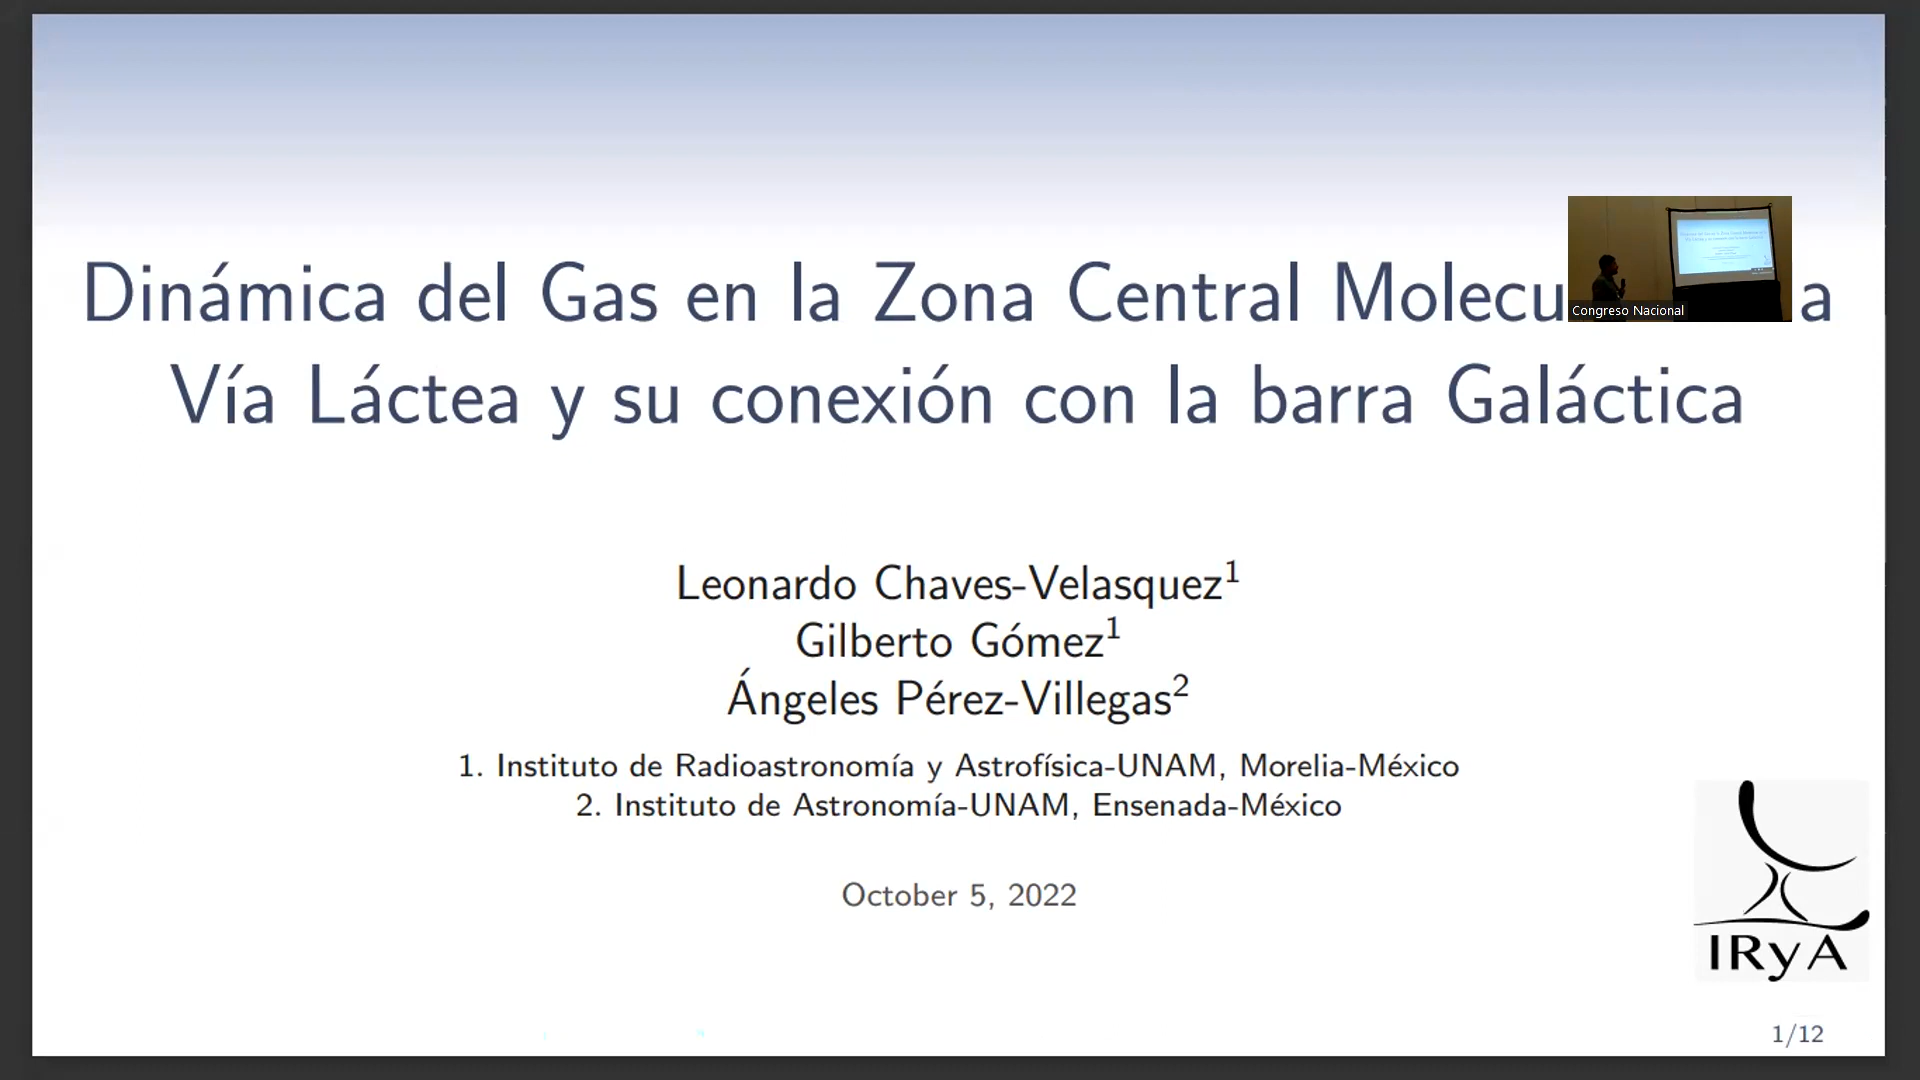 Dinámica del Gas en la Zona Central Molecu a
Vía Láctea y su conexión con la barra Galáctica
Congreso Nacional
Leonardo Chaves-Velasquez1
Gilberto Gómez1
Ángeles Pérez-Villegas2
1. Instituto de Radioastronomía y Astrofísica-UNAM, Morelia-México
2. Instituto de Astronomía-UNAM, Ensenada-México
October 5, 2022
IRyA
1/12